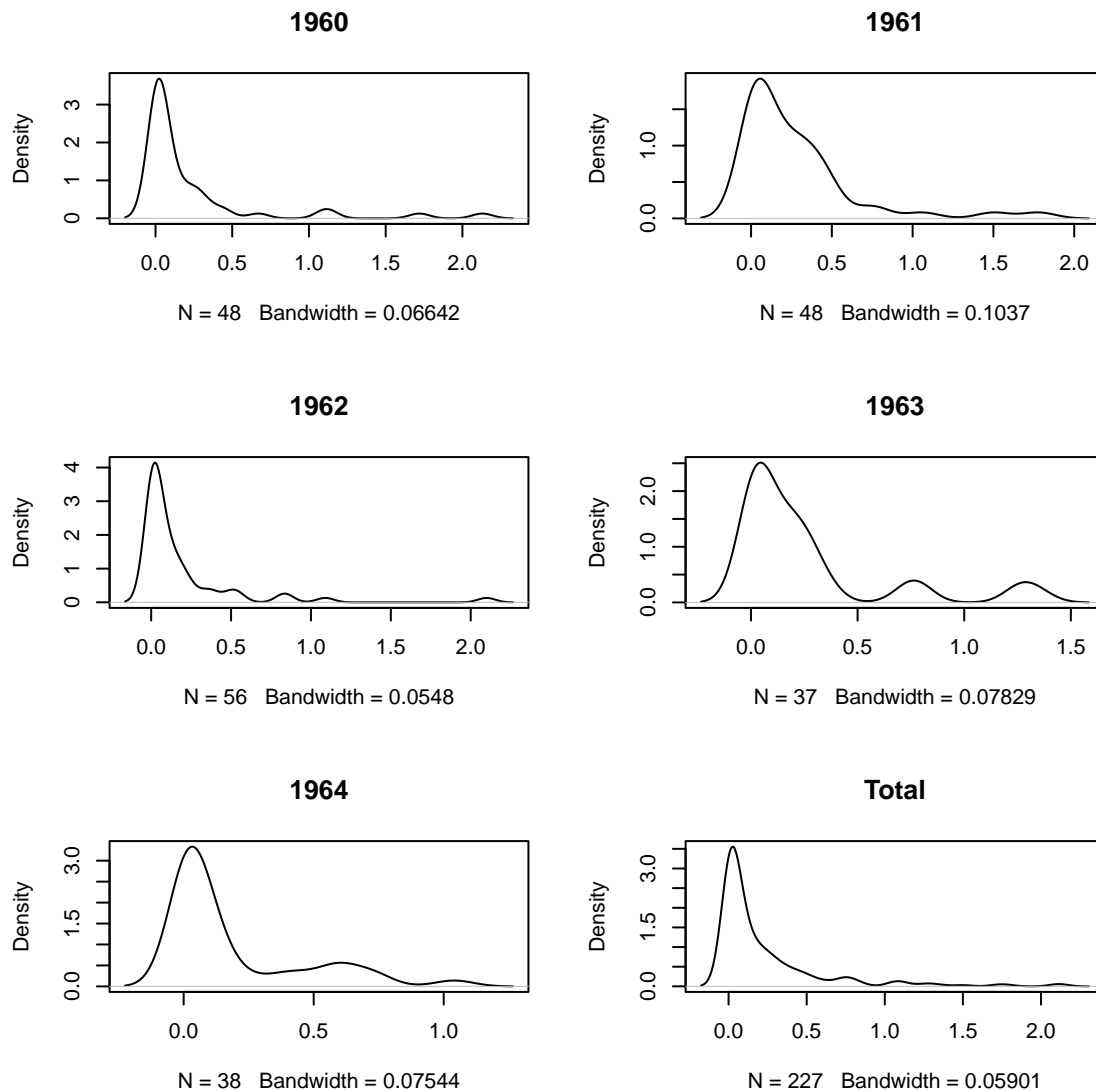 1960
Density
0 1 2 3
0.0 0.5 1.0 1.5 2.0
N = 48 Bandwidth = 0.06642
1961
Density
0.0 1.0
0.0 0.5 1.0 1.5 2.0
N = 48 Bandwidth = 0.1037
1962
Density
0 1 2 3 4
0.0 0.5 1.0 1.5 2.0
N = 56 Bandwidth = 0.0548
1963
Density
0.0 1.0 2.0
0.0 0.5 1.0 1.5
N = 37 Bandwidth = 0.07829
1964
Density
0.0 1.5 3.0
0.0 0.5 1.0
N = 38 Bandwidth = 0.07544
Total
Density
0.0 1.5 3.0
0.0 0.5 1.0 1.5 2.0
N = 227 Bandwidth = 0.05901